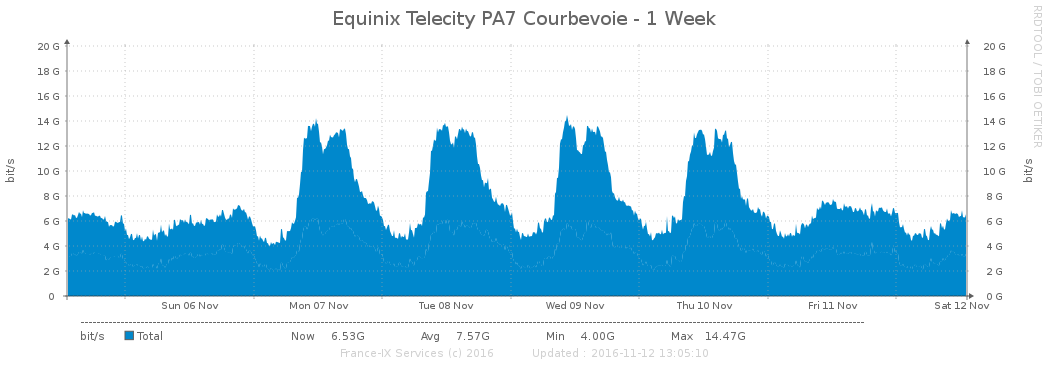 Equinix Telecity PA7 Courbevoie - 1 Week
RRDTOOL / TOBI OETIKER
bit/s
20 G
18 G
16 G
14 G
12 G
10 G
8 G
6 G
4 G
2 G
0
20 G
18 G
16 G
14 G
12 G
10 G
8 G
6 G
4 G
2 G
0 G
bit/s
Sun 06 Nov Mon 07 Nov Tue 08 Nov Wed 09 Nov Thu 10 Nov Fri 11 Nov Sat 12 Nov
bit/s Total Now 6.53G Avg 7.57G Min 4.00G Max 14.47G
France-IX Services (c) 2016 Updated : 2016-11-12 13:05:10